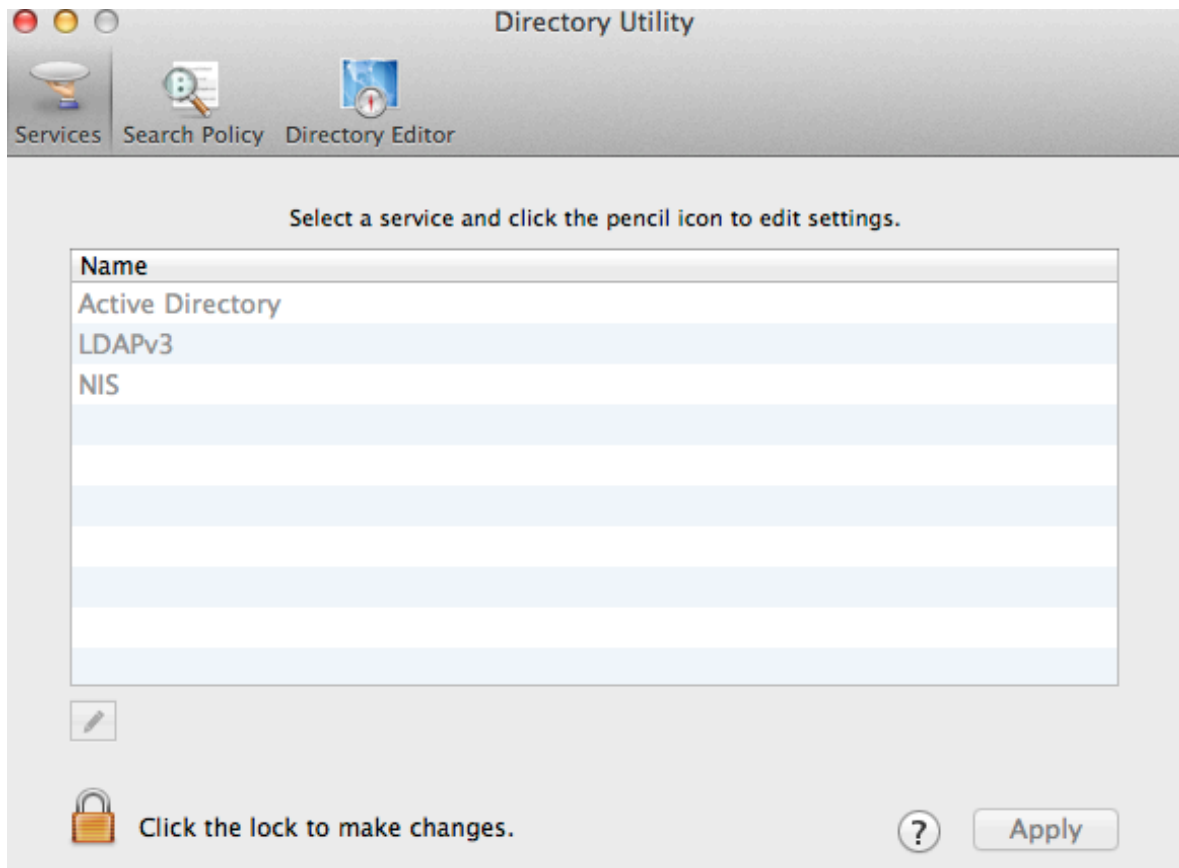 Directory Utility
Services Search Policy Directory Editor
Select a service and click the pencil icon to edit settings.
Name
Active Directory
LDAPv3
NIS
Click the lock to make changes.
? Apply